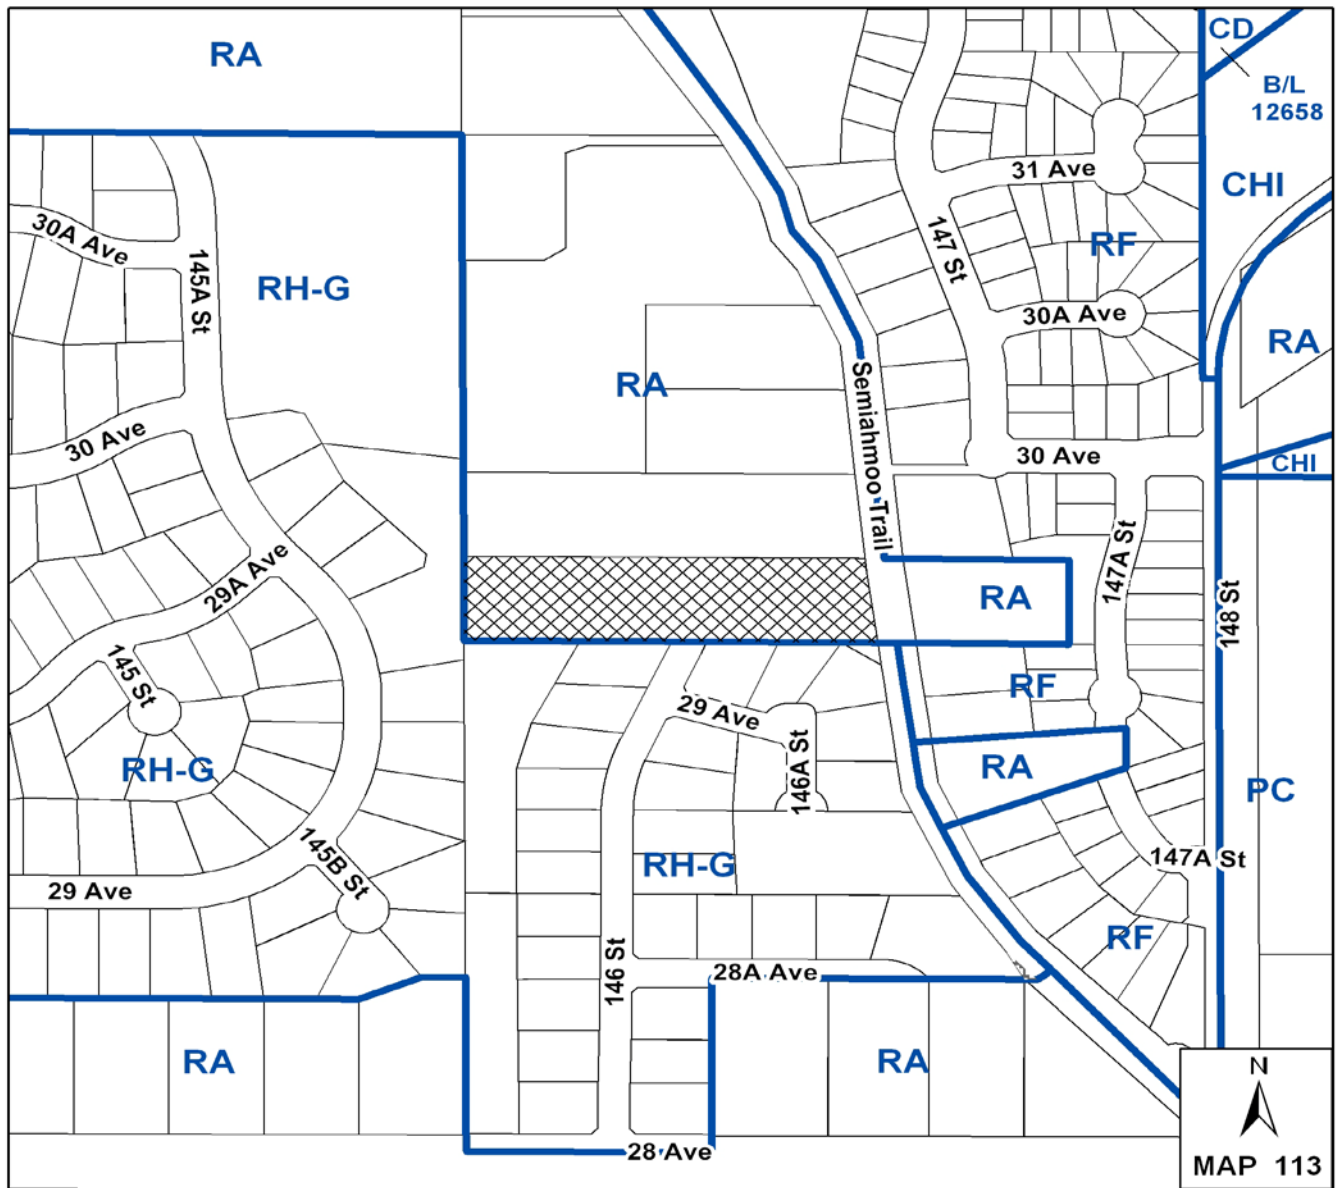 RA
CD
B/L
12658
31 Ave
CHI
30A Ave
147 St
RF
145A St
RH-G
30A Ave
RA
RA
Semiahmoo Trail
30 Ave
30 Ave
CHI
29A Ave
147A St
RA
148 St
145 St
RF
29 Ave
RH-G
146A St
RA
PC
145B St
147A St
RH-G
29 Ave
RF
146 St
28A Ave
RA
RA
N
28 Ave
MAP 113